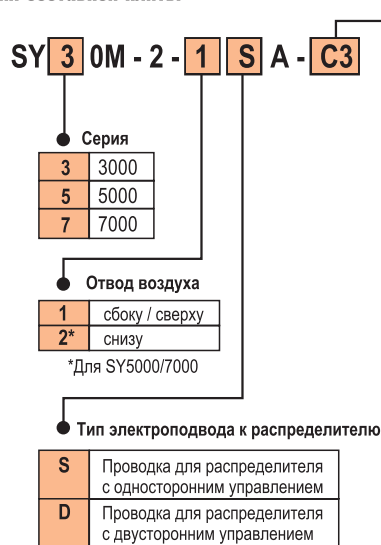 SY 3 0M - 2 - 1 S A - C3
Серия
3 3000
5 5000
7 7000
Отвод воздуха
1 сбоку / сверху
2* снизу
*Для SY5000/7000
Тип электроподвода к распределителю
S Проводка для распределителя
с односторонним управлением
D Проводка для распределителя
с двусторонним управлением